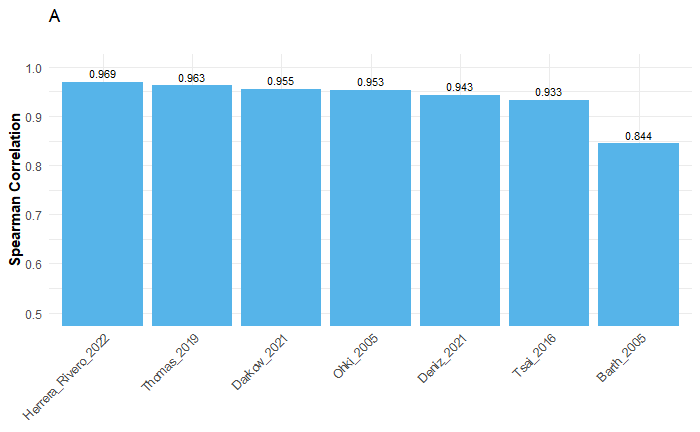 A
Spearman Correlation
1.0
0.9
0.8
0.7
0.6
0.5
0.969
0.963
0.955
0.953
0.943
0.933
0.844
Herrera_Rivero_2022
Thomas_2019
Darkow_2021
Ohki_2005
Deniz_2021
Tsai_2016
Barth_2005